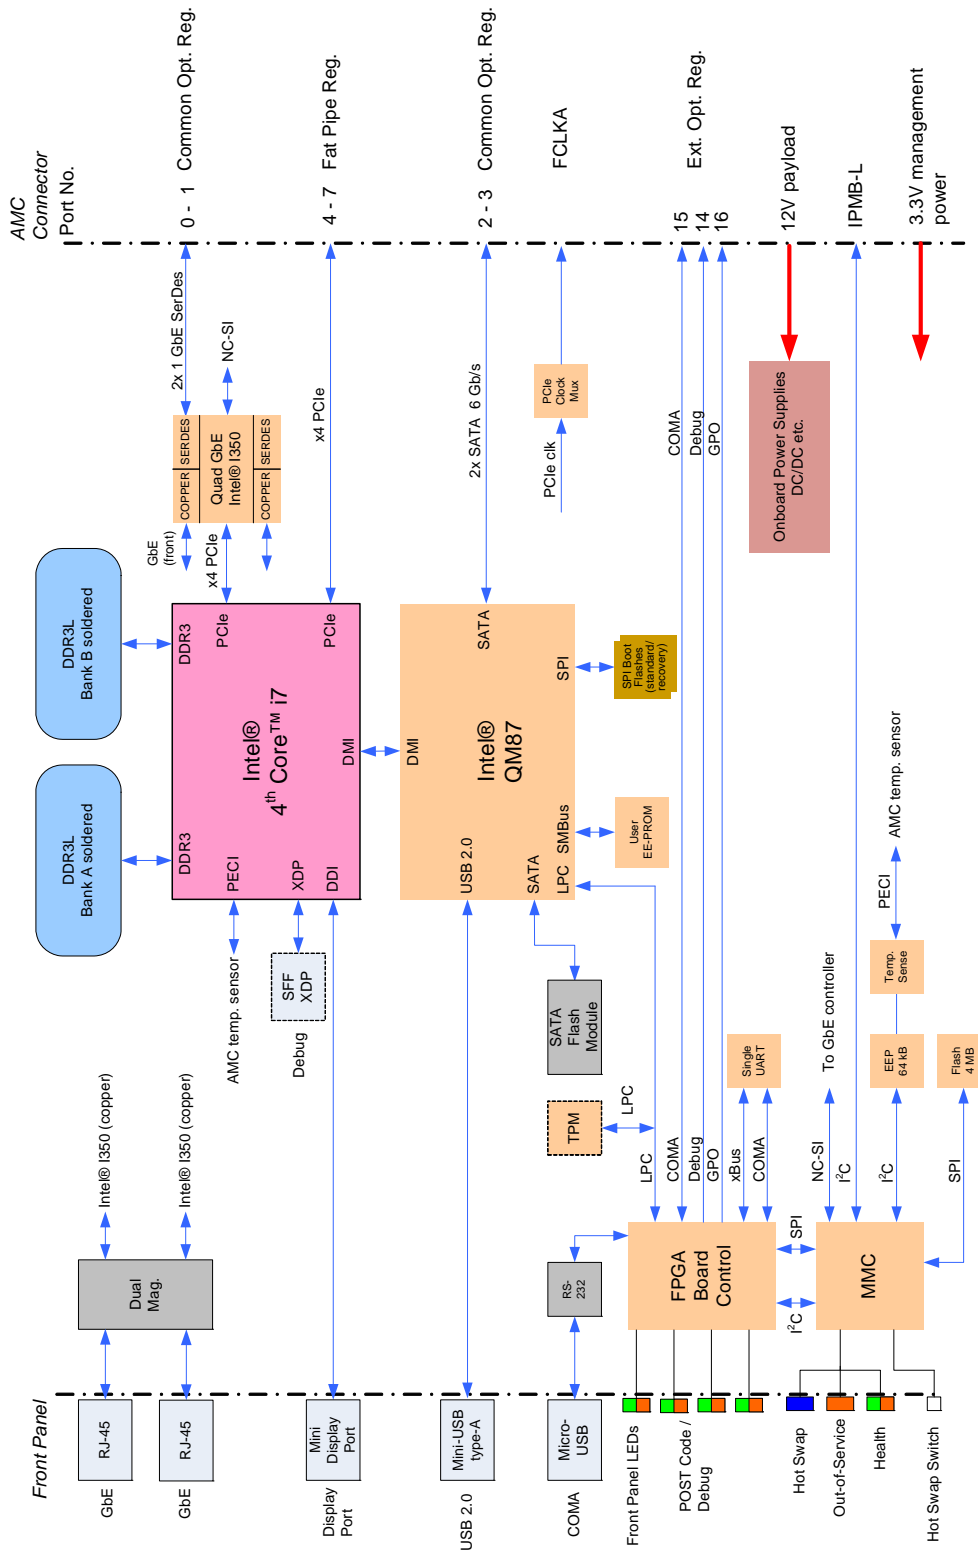 AMC
Connector
Port No.
0 - 1 Common Opt. Reg.
4 - 7 Fat Pipe Reg.
2 - 3 Common Opt. Reg.
FCLKA
15
14
16
Ext. Opt. Reg.
12V payload
IPMB-L
3.3V management
power
2x 1 GbE SerDes
NC-SI
x4 PCIe
2x SATA 6 Gb/s
PCIe
Clock
Mux
PCIe clk
COMA
Debug
GPO
Onboard Power Supplies
DC/DC etc.
COPPER
SERDES
Quad GbE
Intel® I350
COPPER
SERDES
GbE
(front)
x4 PCIe
DDR3L
Bank B soldered
DDR3L
Bank A soldered
DDR3
PCIe
PCIe
Intel®
4th Core™ i7
DMI
DDR3
PECI
XDP
DDI
DMI
SATA
SPI
Intel®
QM87
SMBus
USB 2.0
SATA
LPC
SPI Boot
Flashes
(standard/
recovery)
User
EE-PROM
AMC temp. sensor
SFF
XDP
Debug
SATA
Flash
Module
TPM
LPC
LPC
COMA
Debug
GPO
xBus
COMA
Single
UART
AMC temp. sensor
PECI
Temp.
Sense
EEP
64 kB
Flash
4 MB
To GbE controller
NC-SI
I²C
I²C
SPI
Intel® I350 (copper)
Intel® I350 (copper)
Dual
Mag.
RS-
232
FPGA
Board
Control
SPI
I²C
MMC
Front Panel
RJ-45
GbE
RJ-45
GbE
Mini
Display
Port
Display
Port
Mini-USB
type-A
USB 2.0
Micro-
USB
COMA
Front Panel LEDs
POST Code /
Debug
Hot Swap
Out-of-Service
Health
Hot Swap Switch